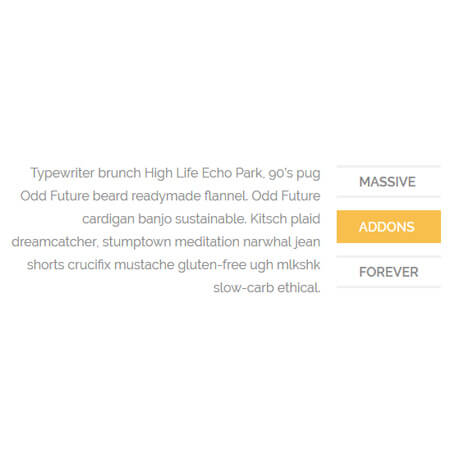 Typewriter brunch High Life Echo Park, 90's pug
Odd Future beard readymade flannel. Odd Future
cardigan banjo sustainable. Kitsch plaid
dreamcatcher, stumptown meditation narwhal jean
shorts crucifix mustache gluten-free ugh mlkshk
slow-carb ethical.
MASSIVE
ADDONS
FOREVER